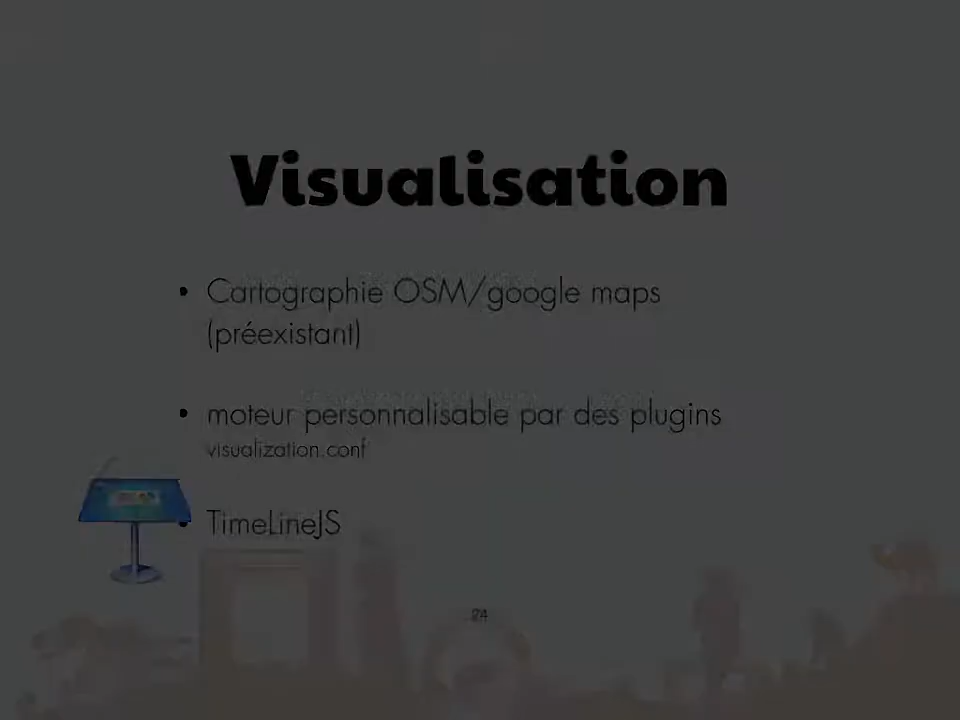 Visualisation
• Cartographie OSM/google maps
(préexistant)
• moteur personnalisable par des plugins
visualization.conf
• TimeLineJS
24